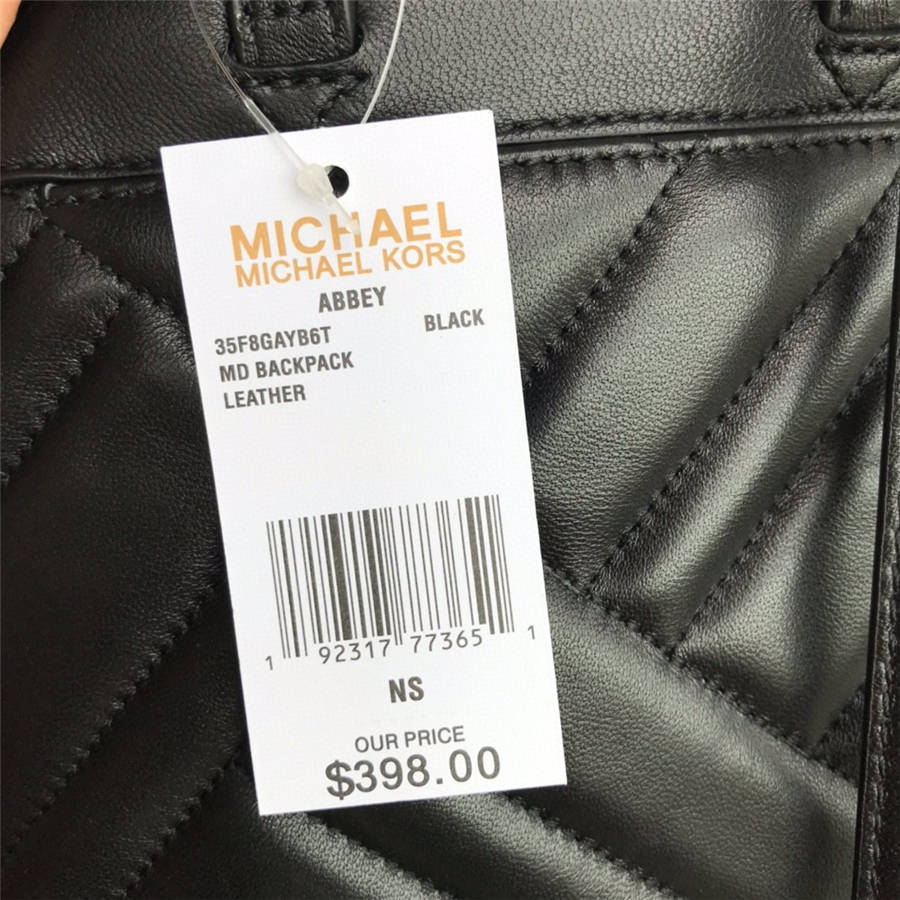 MICHAEL
MICHAEL KORS
ABBEY
35F8GAYB6T BLACK
MD BACKPACK
LEATHER
1 92317 77365 1
NS
OUR PRICE
$398.00